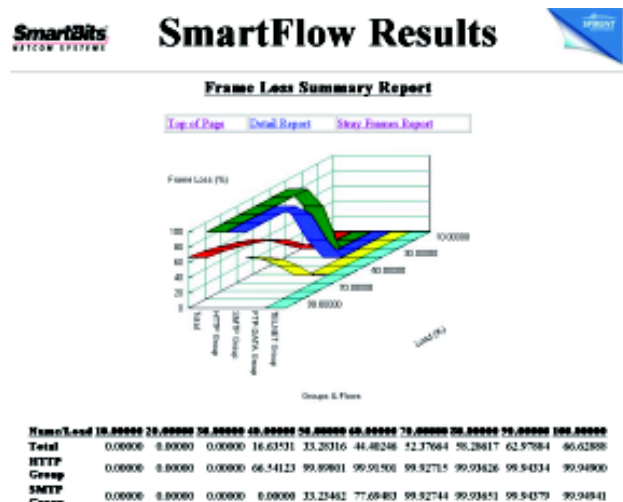 SmartBits
NETCOM SYSTEMS
SmartFlow Results
SPIRENT
Frame Loss Summary Report
Top of Page Detail Report Stray Frames Report
Frame Loss (%)
100
80
60
40
20
0
10.00000
30.00000
50.00000
70.00000
90.00000
Load (%)
Total
HTTP Group
SMTP Group
FTP-DATA Group
TELNET Group
Groups & Flows
Name/Load 10.00000 20.00000 30.00000 40.00000 50.00000 60.00000 70.00000 80.00000 90.00000 100.00000
Total 0.00000 0.00000 0.00000 16.63531 33.28316 44.40246 52.37664 58.28617 62.97884 66.62888
HTTP Group 0.00000 0.00000 0.00000 66.54123 99.89801 99.91501 99.92715 99.93626 99.94334 99.94900
SMTP Group 0.00000 0.00000 0.00000 0.00000 33.23462 77.69483 99.92744 99.93651 99.94379 99.94941